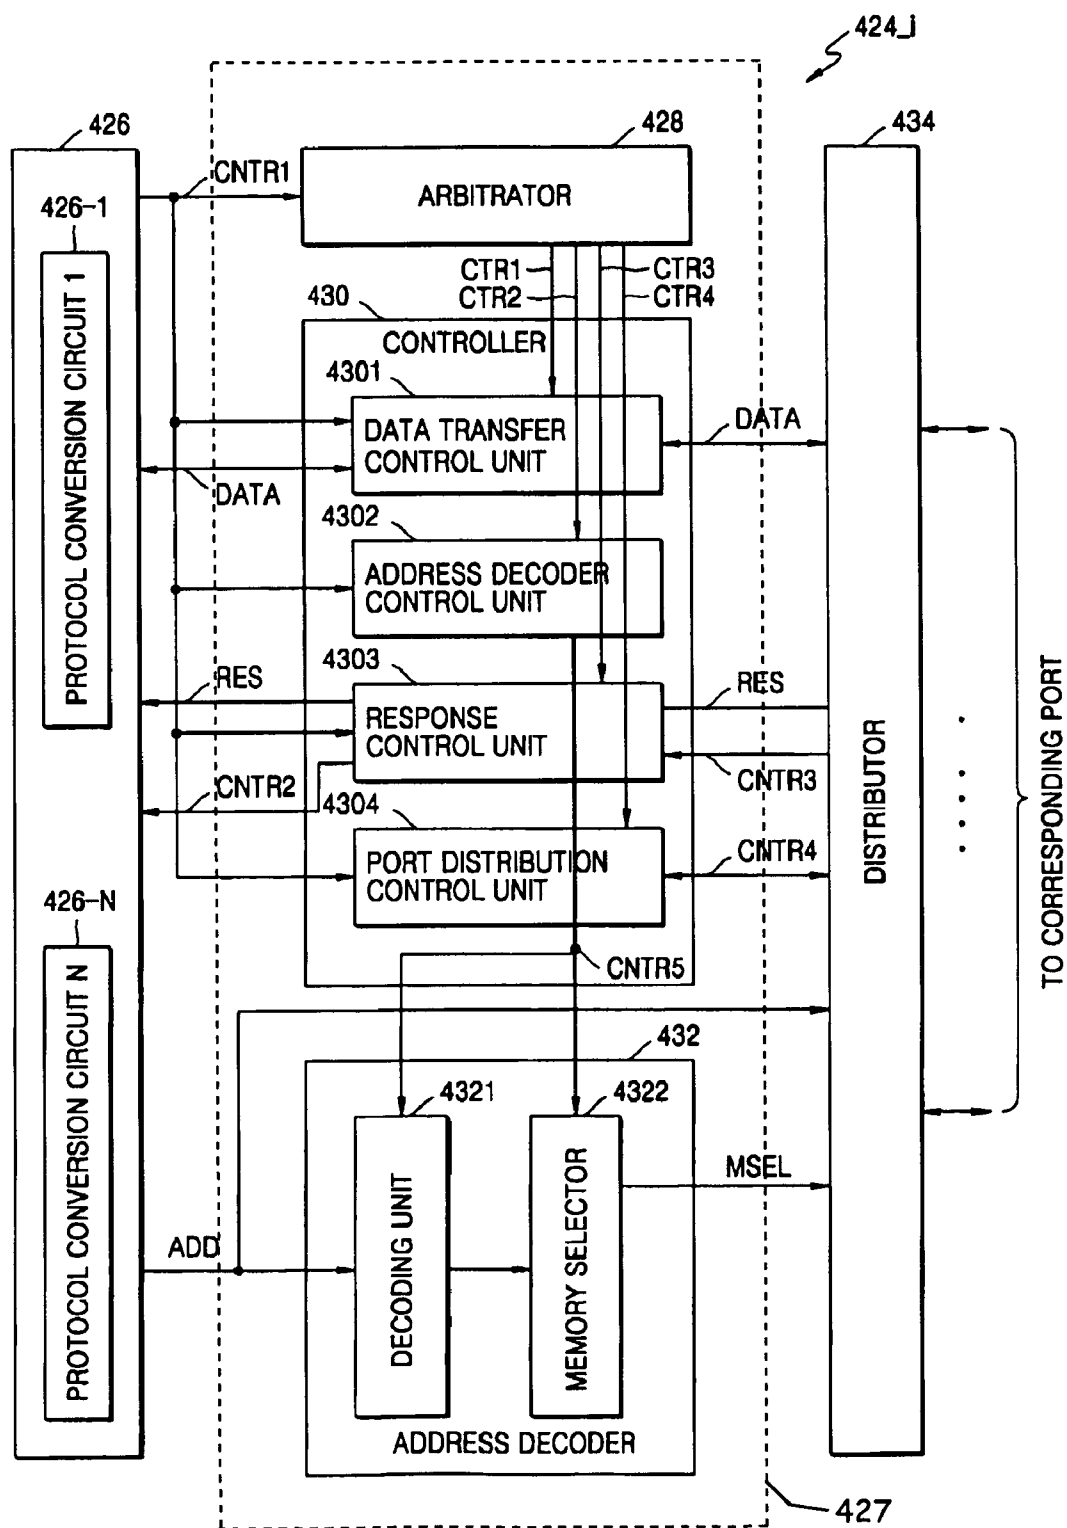 424_i
426
428
434
CNTR1
ARBITRATOR
426-1
CTR1
CTR3
CTR2
CTR4
430
CONTROLLER
4301
DATA TRANSFER
CONTROL UNIT
DATA
DATA
4302
ADDRESS DECODER
CONTROL UNIT
PROTOCOL CONVERSION CIRCUIT 1
4303
RES
RES
RESPONSE
CONTROL UNIT
CNTR2
CNTR3
4304
PORT DISTRIBUTION
CONTROL UNIT
CNTR4
DISTRIBUTOR
TO CORRESPONDING PORT
426-N
CNTR5
PROTOCOL CONVERSION CIRCUIT N
432
4321
4322
MSEL
ADD
DECODING UNIT
MEMORY SELECTOR
ADDRESS DECODER
427